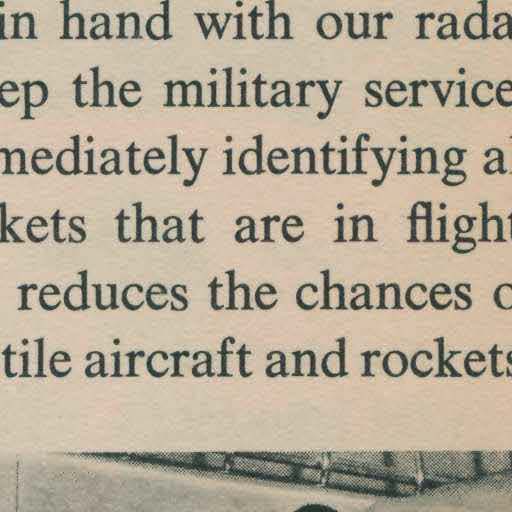 in hand with our rada
ep the military service
mediately identifying al
kets that are in flight
reduces the chances o
tile aircraft and rockets